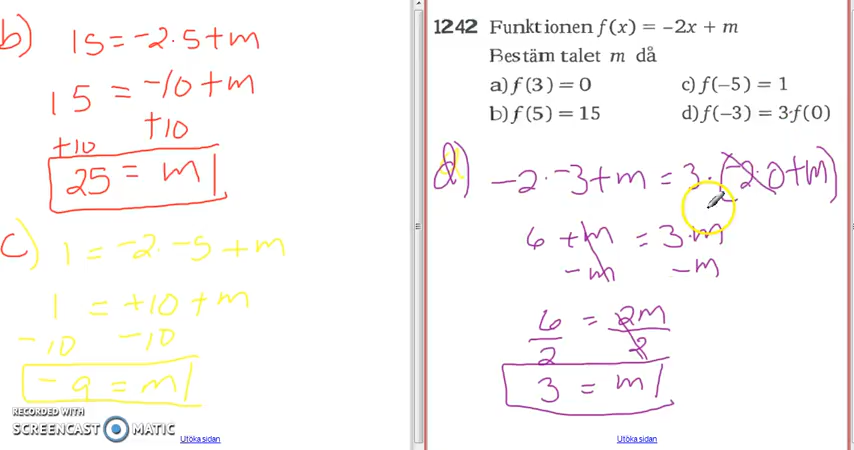 b) 15 = -2·5+m
15 = -10+m
+10 +10
25 = m
c) 1 = -2·-5+m
1 = +10+m
-10 -10
-9 = m
RECORDED WITH
SCREENCAST MATIC
Utöka sidan
1242 Funktionen f(x) = -2x + m
Bestäm talet m då
a) f(3) = 0 c) f(-5) = 1
b) f(5) = 15 d) f(-3) = 3·f(0)
d) -2·-3+m = 3·(-2·0+m)
6 +m = 3·m
-m -m
6/2 = 2m/2
3 = m
Utöka sidan